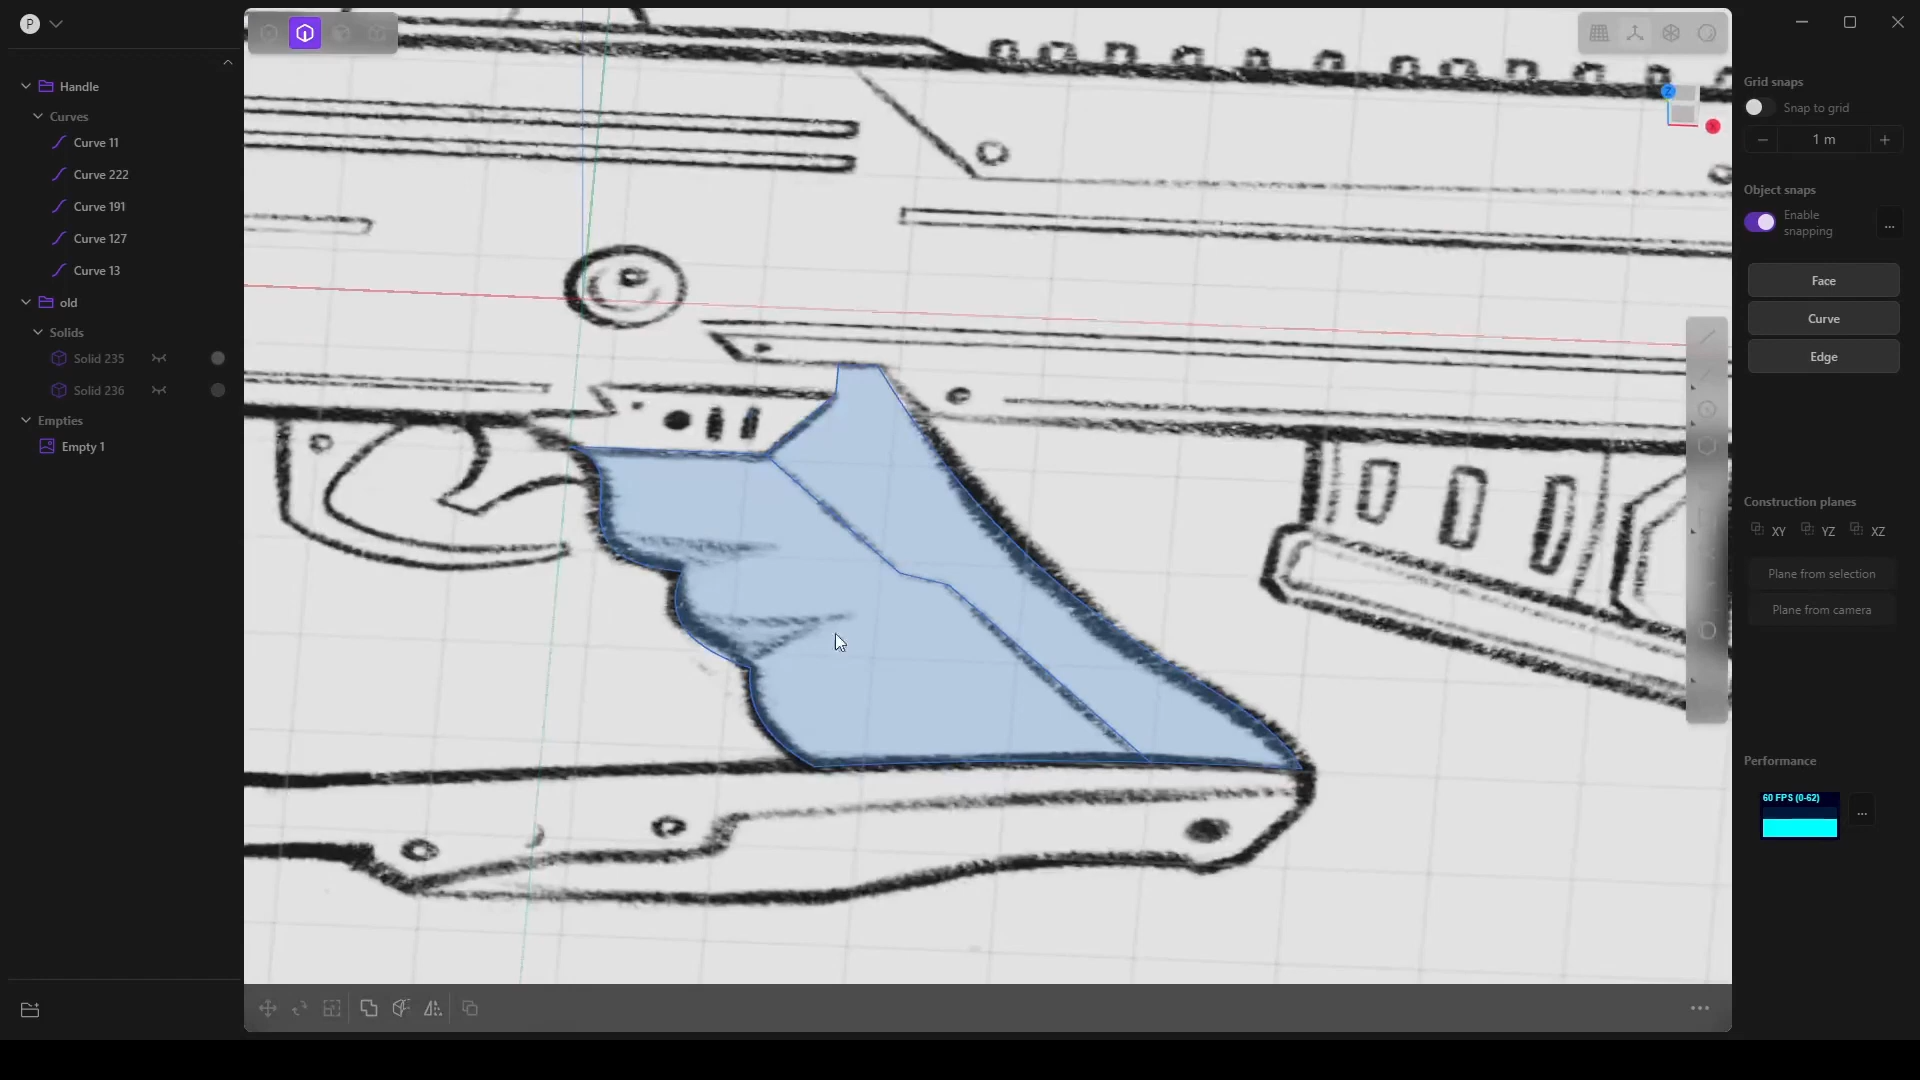 P
Handle
Curves
Curve 11
Curve 222
Curve 191
Curve 127
Curve 13
old
Solids
Solid 235
Solid 236
Empties
Empty 1
Z
X
Grid snaps
Snap to grid
1 m
Object snaps
Enable
snapping
...
Face
Curve
Edge
Construction planes
XY YZ XZ
Plane from selection
Plane from camera
Performance
60 FPS (0-62)
...